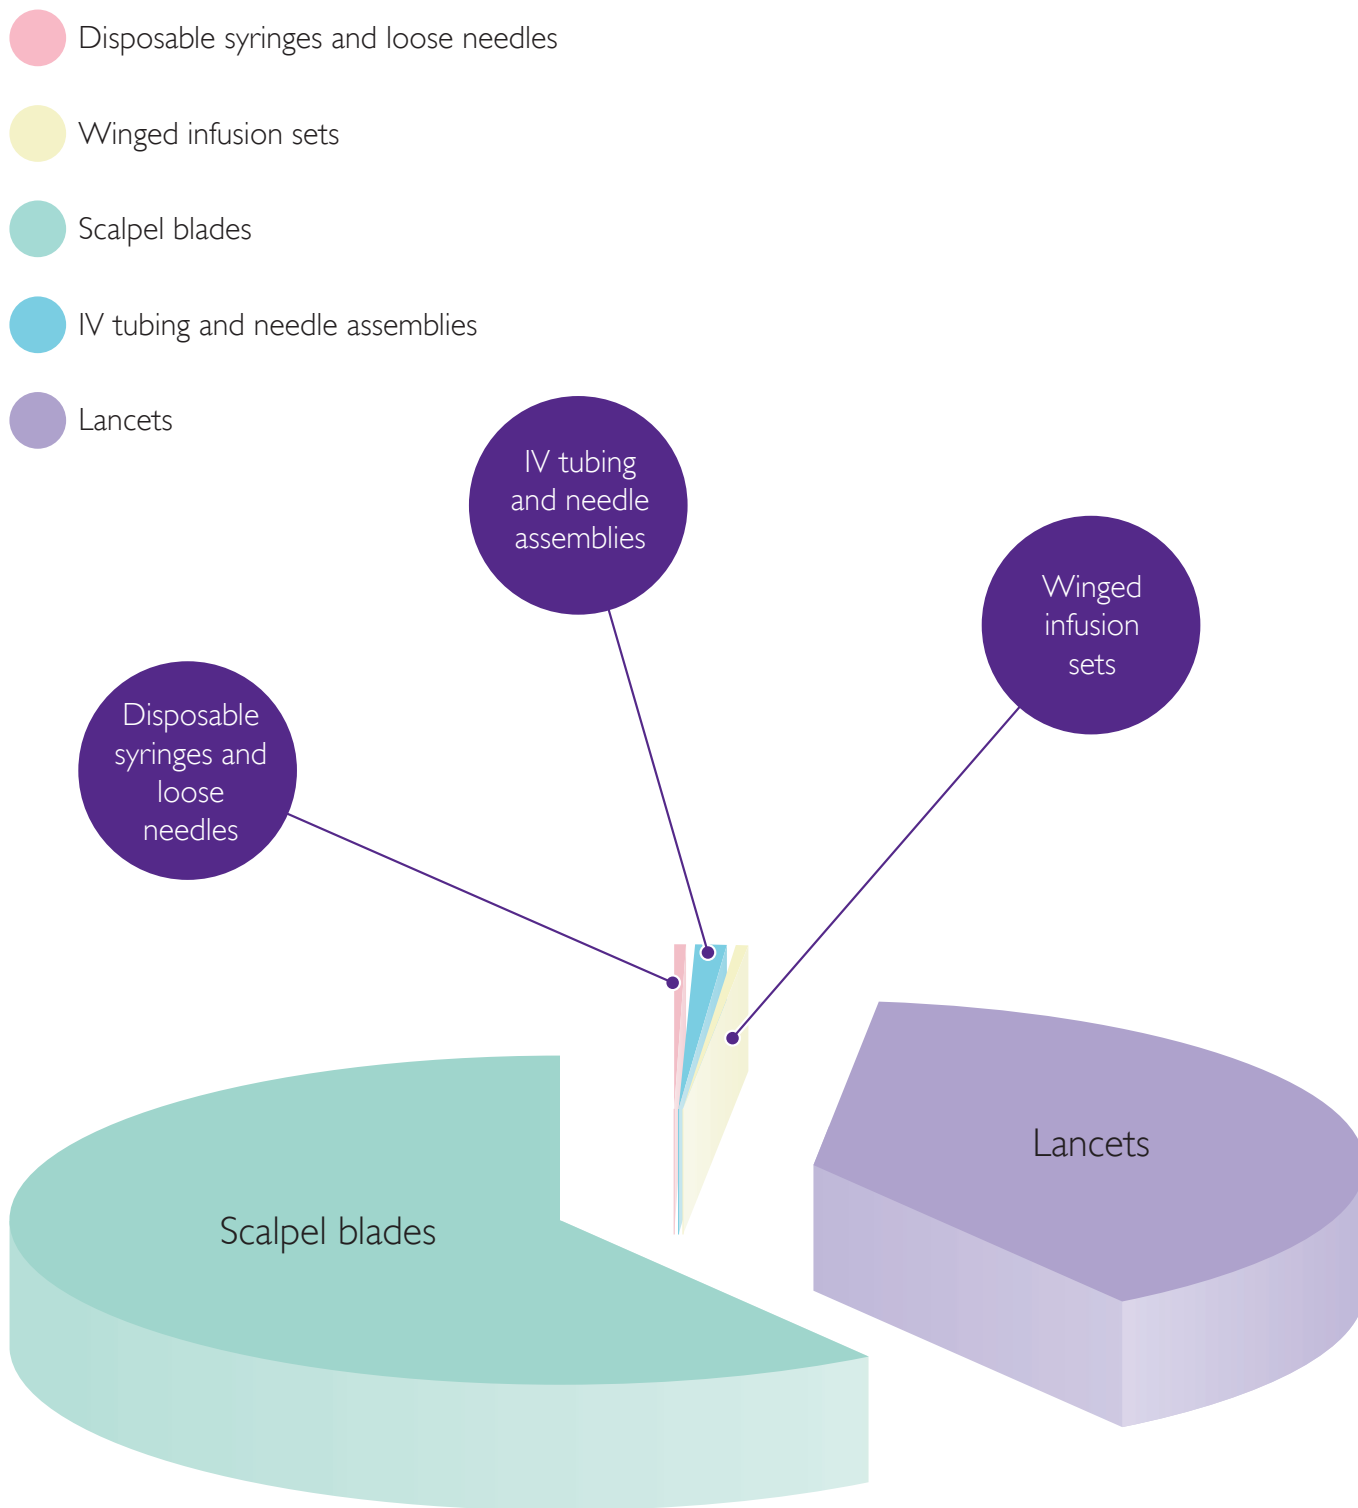 Disposable syringes and loose needles
Winged infusion sets
Scalpel blades
IV tubing and needle assemblies
Lancets
IV tubing
and needle
assemblies
Winged
infusion
sets
Disposable
syringes and
loose
needles
Lancets
Scalpel blades